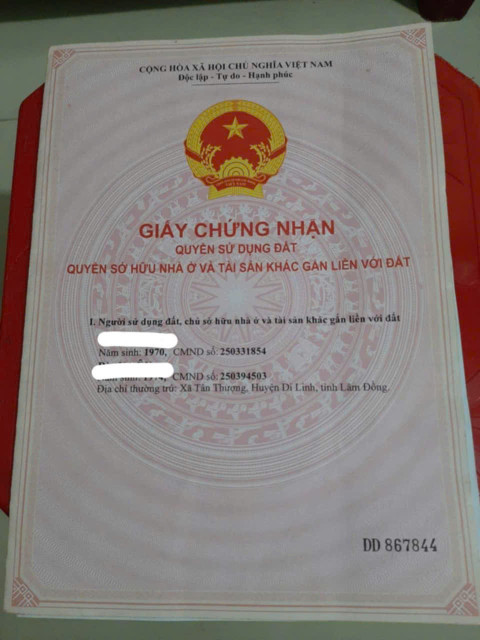 CỘNG HÒA XÃ HỘI CHỦ NGHĨA VIỆT NAM
Độc lập - Tự do - Hạnh phúc
GIẤY CHỨNG NHẬN
QUYỀN SỬ DỤNG ĐẤT
QUYỀN SỞ HỮU NHÀ Ở VÀ TÀI SẢN KHÁC GẮN LIỀN VỚI ĐẤT
I. Người sử dụng đất, chủ sở hữu nhà ở và tài sản khác gắn liền với đất
Năm sinh: 1970, CMND số: 250331854
sinh: 1974, CMND số: 250394503
Địa chỉ thường trú: Xã Tân Thượng, Huyện Di Linh, tỉnh Lâm Đồng.
DD 867844